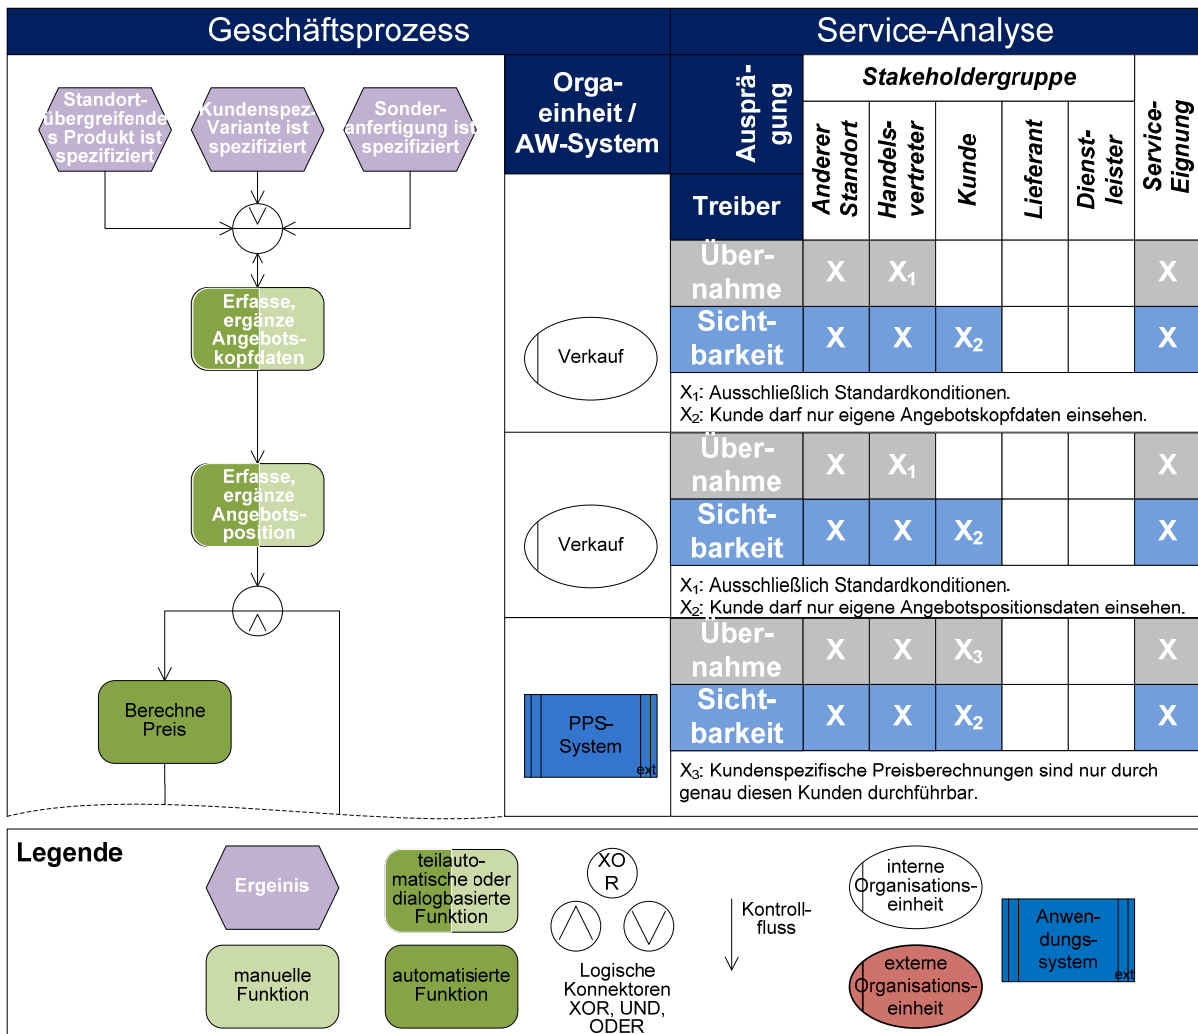 Geschäftsprozess
Service-Analyse
Standort-
übergreifende
s Produkt ist
spezifiziert
Kundenspez.
Variante ist
spezifiziert
Sonder-
anfertigung ist
spezifiziert
Orga-
einheit /
AW-System
Ausprä-
gung
Stakeholdergruppe
Treiber
Anderer
Standort
Handels-
vertreter
Kunde
Lieferant
Dienst-
leister
Service-
Eignung
Erfasse,
ergänze
Angebots-
kopfdaten
Verkauf
Über-
nahme
X X1 X
Sicht-
barkeit
X X X2 X
X1: Ausschließlich Standardkonditionen.
X2: Kunde darf nur eigene Angebotskopfdaten einsehen.
Erfasse,
ergänze
Angebots-
position
Verkauf
Über-
nahme
X X1 X
Sicht-
barkeit
X X X2 X
X1: Ausschließlich Standardkonditionen.
X2: Kunde darf nur eigene Angebotspositionsdaten einsehen.
Berechne
Preis
PPS-
System
ext
Über-
nahme
X X X3 X
Sicht-
barkeit
X X X2 X
X3: Kundenspezifische Preisberechnungen sind nur durch
genau diesen Kunden durchführbar.
Legende
Ergeinis
teilauto-
matische oder
dialogbasierte
Funktion
manuelle
Funktion
automatisierte
Funktion
XO
R
Logische
Konnektoren
XOR, UND,
ODER
Kontroll-
fluss
interne
Organisations-
einheit
externe
Organisations-
einheit
Anwen-
dungs-
system
ext